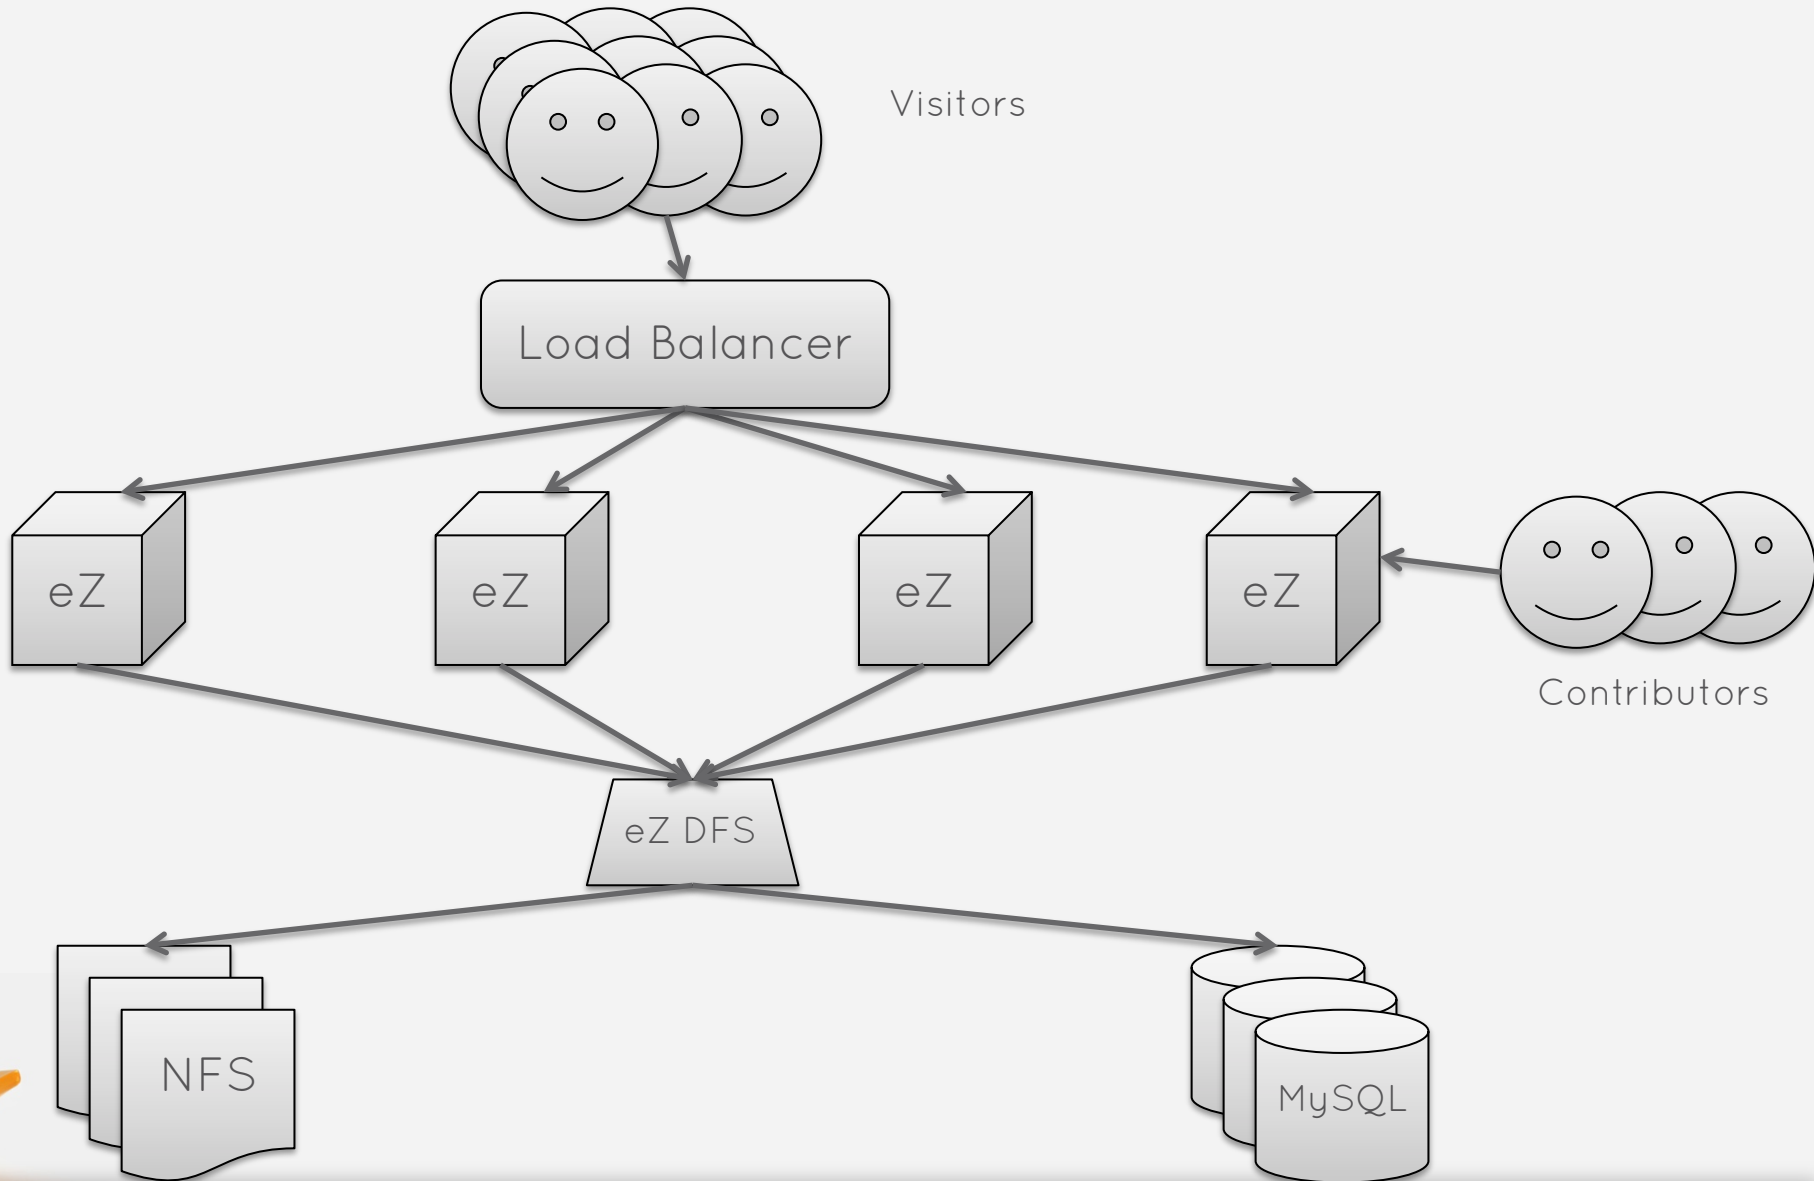 Visitors
Load Balancer
eZ
eZ
eZ
eZ
Contributors
eZ DFS
NFS
MySQL